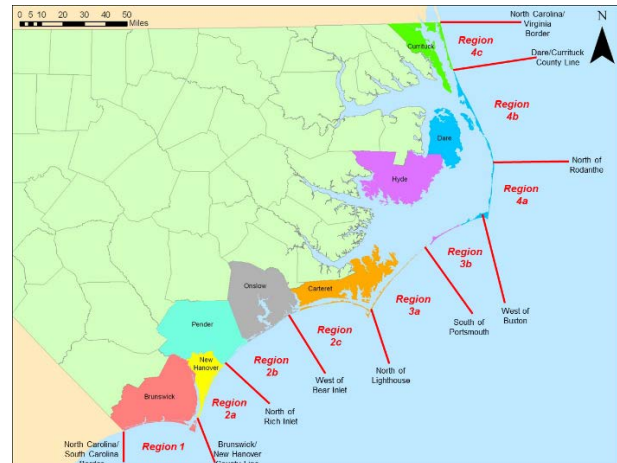 0 5 10 20 30 40 50
Miles
North Carolina/
Virginia
Border
N
Currituck
Region
4c
Dare/Currituck
County Line
Region
4b
Dare
Hyde
North of
Rodanthe
Region
4a
Region
3b
Onslow
Carteret
West of
Buxton
Region
3a
South of
Portsmouth
Pender
Region
2c
North of
Lighthouse
New
Hanover
Region
2b
West of
Bear Inlet
Brunswick
Region
2a
North of
Rich Inlet
North Carolina/
South Carolina
Region 1
Brunswick/
New Hanover